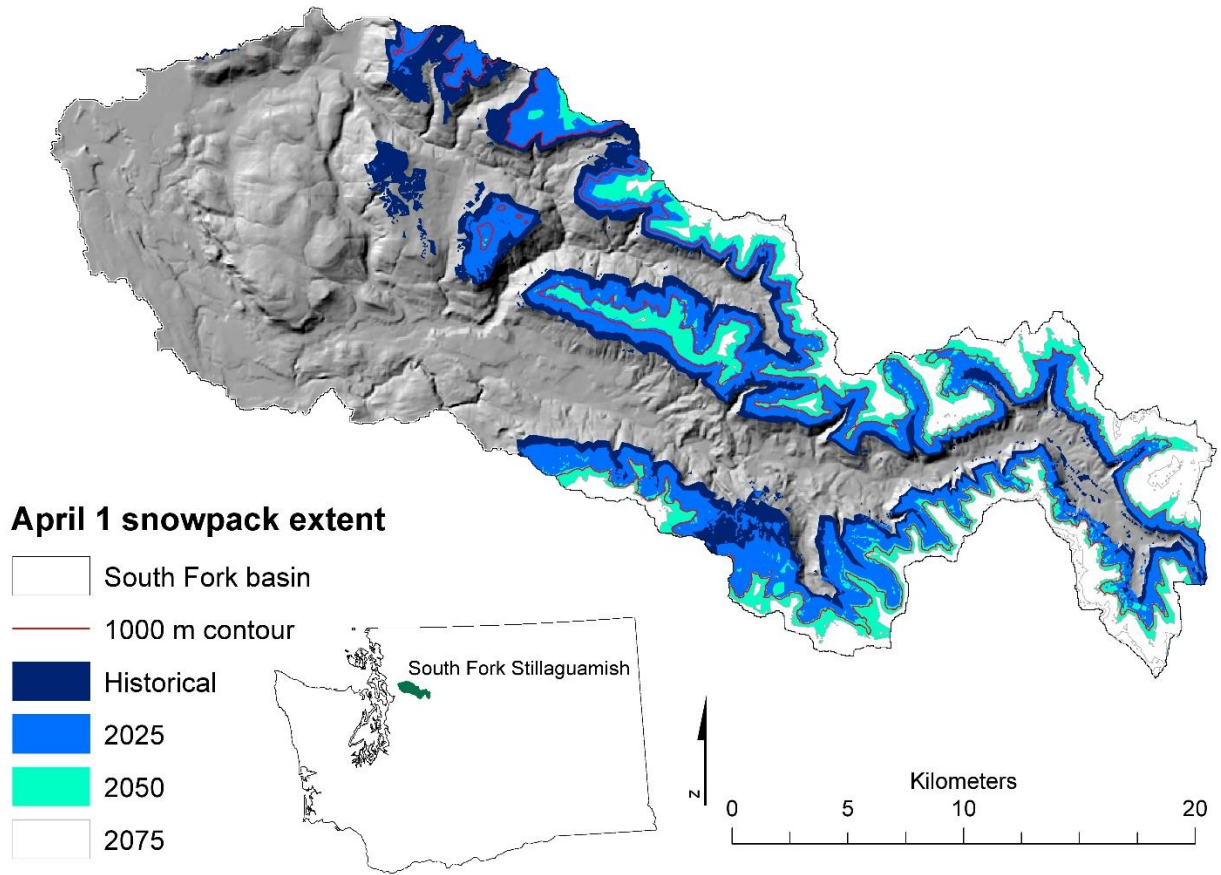 April 1 snowpack extent
South Fork basin
1000 m contour
Historical
2025
2050
2075
South Fork Stillaguamish
N
Kilometers
0 5 10 20